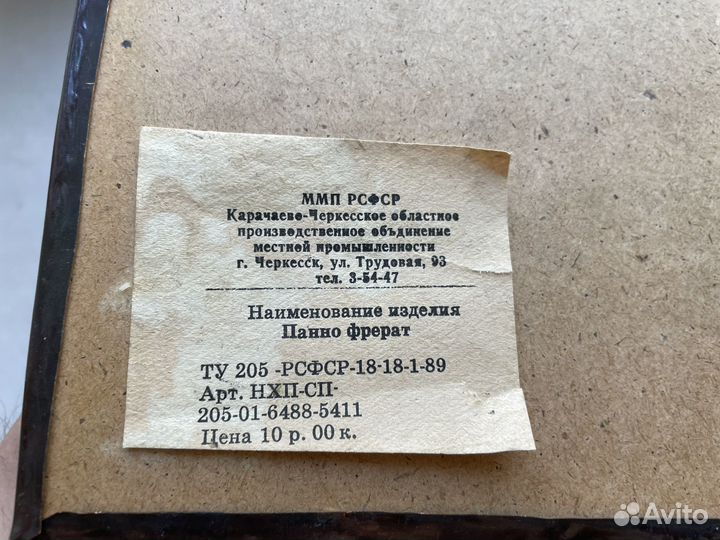 ММП РСФСР
Карачаево-Черкесское областное
производственное объдинение
местной промышленности
г. Черкесск, ул. Трудовая, 93
тел. 3-54-47
Наименование изделия
Панно фрерат
ТУ 205 -РСФСР-18-18-1-89
Арт. НХП-СП-
205-01-6488-5411
Цена 10 р. 00 к.
Avito